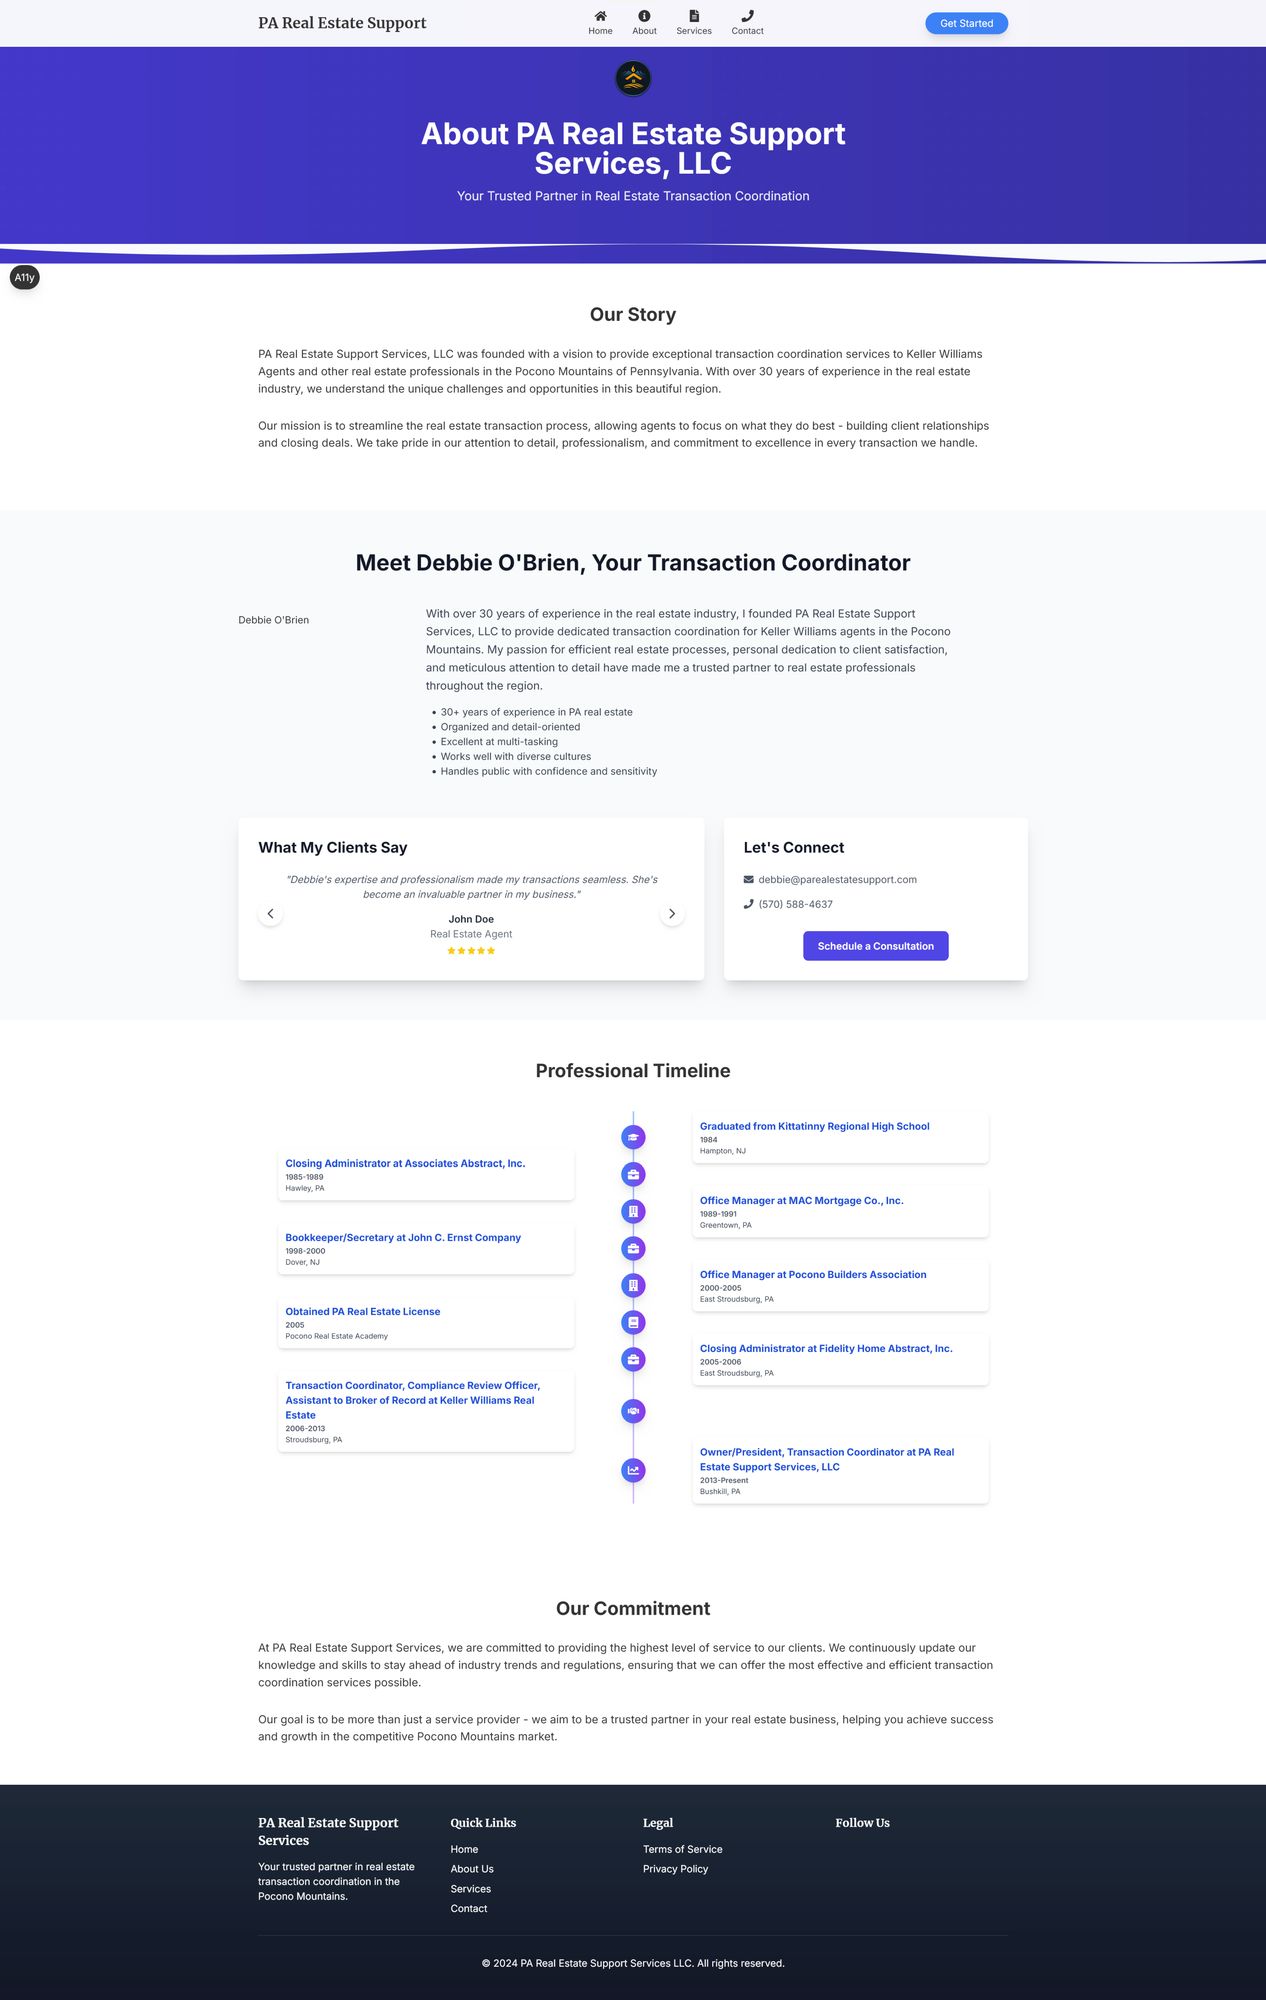 PA Real Estate Support
Home
About
Services
Contact
Get Started
About PA Real Estate Support
Services, LLC
Your Trusted Partner in Real Estate Transaction Coordination
A11y
Our Story
PA Real Estate Support Services, LLC was founded with a vision to provide exceptional transaction coordination services to Keller Williams
Agents and other real estate professionals in the Pocono Mountains of Pennsylvania. With over 30 years of experience in the real estate
industry, we understand the unique challenges and opportunities in this beautiful region.
Our mission is to streamline the real estate transaction process, allowing agents to focus on what they do best - building client relationships
and closing deals. We take pride in our attention to detail, professionalism, and commitment to excellence in every transaction we handle.
Meet Debbie O'Brien, Your Transaction Coordinator
Debbie O'Brien
With over 30 years of experience in the real estate industry, I founded PA Real Estate Support
Services, LLC to provide dedicated transaction coordination for Keller Williams agents in the Pocono
Mountains. My passion for efficient real estate processes, personal dedication to client satisfaction,
and meticulous attention to detail have made me a trusted partner to real estate professionals
throughout the region.
• 30+ years of experience in PA real estate
• Organized and detail-oriented
• Excellent at multi-tasking
• Works well with diverse cultures
• Handles public with confidence and sensitivity
What My Clients Say
"Debbie's expertise and professionalism made my transactions seamless. She's
become an invaluable partner in my business."
John Doe
Real Estate Agent
Let's Connect
debbie@parealestatesupport.com
(570) 588-4637
Schedule a Consultation
Professional Timeline
Graduated from Kittatinny Regional High School
1984
Hampton, NJ
Closing Administrator at Associates Abstract, Inc.
1985-1989
Hawley, PA
Office Manager at MAC Mortgage Co., Inc.
1989-1991
Greentown, PA
Bookkeeper/Secretary at John C. Ernst Company
1998-2000
Dover, NJ
Office Manager at Pocono Builders Association
2000-2005
East Stroudsburg, PA
Obtained PA Real Estate License
2005
Pocono Real Estate Academy
Closing Administrator at Fidelity Home Abstract, Inc.
2005-2006
East Stroudsburg, PA
Transaction Coordinator, Compliance Review Officer,
Assistant to Broker of Record at Keller Williams Real
Estate
2006-2013
Stroudsburg, PA
Owner/President, Transaction Coordinator at PA Real
Estate Support Services, LLC
2013-Present
Bushkill, PA
Our Commitment
At PA Real Estate Support Services, we are committed to providing the highest level of service to our clients. We continuously update our
knowledge and skills to stay ahead of industry trends and regulations, ensuring that we can offer the most effective and efficient transaction
coordination services possible.
Our goal is to be more than just a service provider - we aim to be a trusted partner in your real estate business, helping you achieve success
and growth in the competitive Pocono Mountains market.
PA Real Estate Support
Services
Your trusted partner in real estate
transaction coordination in the
Pocono Mountains.
Quick Links
Home
About Us
Services
Contact
Legal
Terms of Service
Privacy Policy
Follow Us
© 2024 PA Real Estate Support Services LLC. All rights reserved.